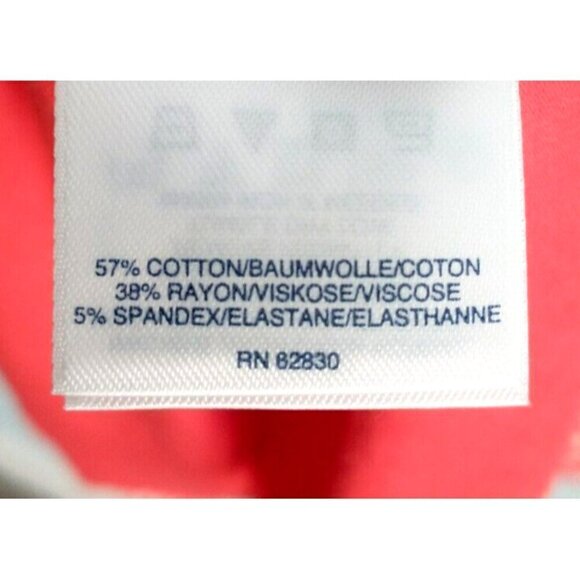 57% COTTON/BAUMWOLLE/COTON
38% RAYON/VISKOSE/VISCOSE
5% SPANDEX/ELASTANE/ELASTHANNE
RN 62830